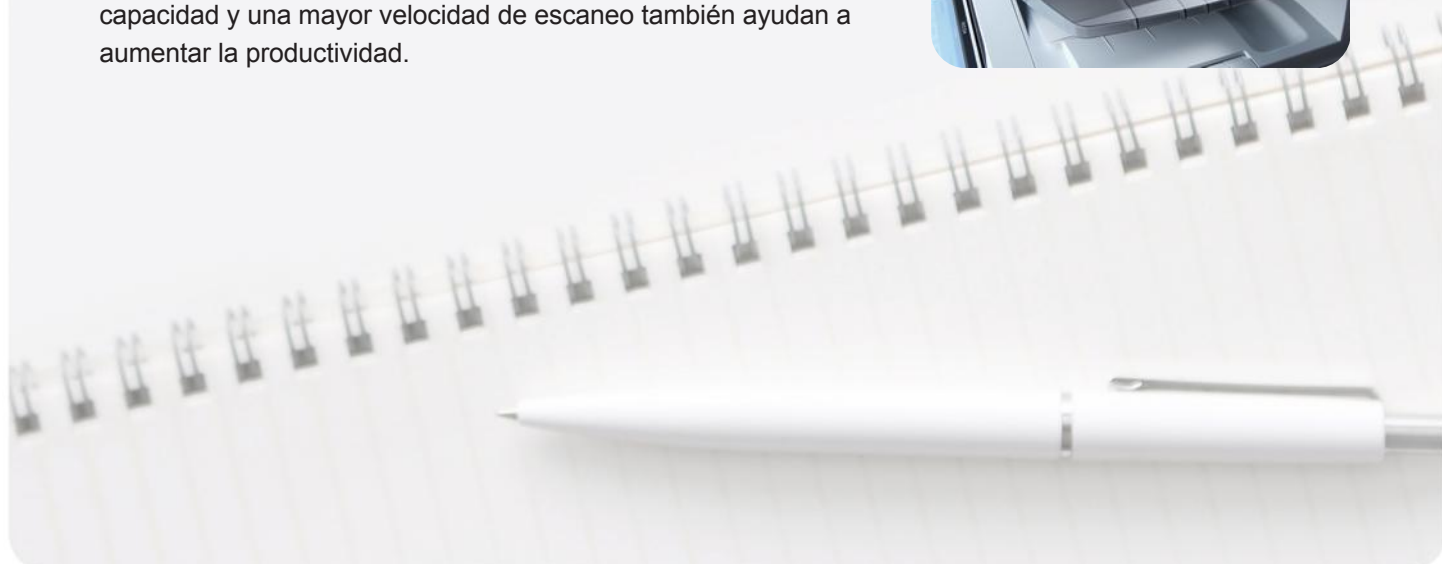 capacidad y una mayor velocidad de escaneo también ayudan a
aumentar la productividad.